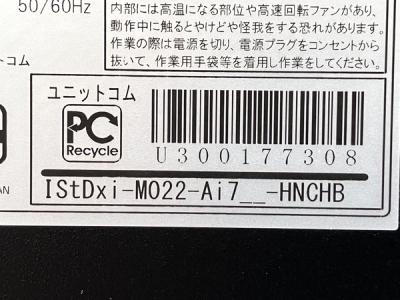 50/60Hz
内部には高温になる部位や高速回転ファンがあり、
動作中に触るとやけどや怪我をする恐れがあります。
作業の際は電源を切り、電源プラグをコンセントから
抜いて、作業用手袋等を着用し作業をしてください。
ットコム
ユニットコム
PC
Recycle
U300177308
AN
IStDxi-M022-Ai7__-HNCHB